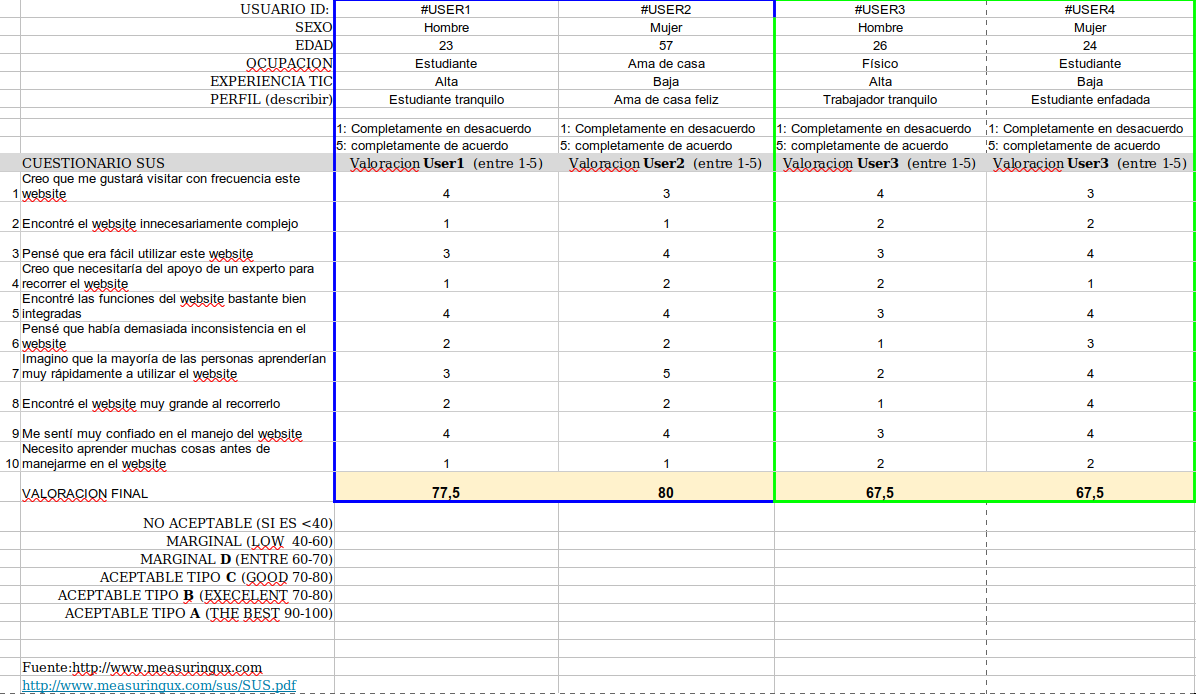 USUARIO ID: #USER1 #USER2 #USER3 #USER4
SEXO Hombre Mujer Hombre Mujer
EDAD 23 57 26 24
OCUPACION Estudiante Ama de casa Físico Estudiante
EXPERIENCIA TIC Alta Baja Alta Baja
PERFIL (describir) Estudiante tranquilo Ama de casa feliz Trabajador tranquilo Estudiante enfadada
1: Completamente en desacuerdo 1: Completamente en desacuerdo 1: Completamente en desacuerdo 1: Completamente en desacuerdo
5: completamente de acuerdo 5: completamente de acuerdo 5: completamente de acuerdo 5: completamente de acuerdo
CUESTIONARIO SUS Valoracion User1 (entre 1-5) Valoracion User2 (entre 1-5) Valoracion User3 (entre 1-5) Valoracion User3 (entre 1-5)
Creo que me gustará visitar con frecuencia este
1 website 4 3 4 3
2 Encontré el website innecesariamente complejo 1 1 2 2
3 Pensé que era fácil utilizar este website 3 4 3 4
Creo que necesitaría del apoyo de un experto para
4 recorrer el website 1 2 2 1
Encontré las funciones del website bastante bien
5 integradas 4 4 3 4
Pensé que había demasiada inconsistencia en el
6 website 2 2 1 3
Imagino que la mayoría de las personas aprenderían
7 muy rápidamente a utilizar el website 3 5 2 4
8 Encontré el website muy grande al recorrerlo 2 2 1 4
9 Me sentí muy confiado en el manejo del website 4 4 3 4
Necesito aprender muchas cosas antes de
10 manejarme en el website 1 1 2 2
VALORACION FINAL 77,5 80 67,5 67,5
NO ACEPTABLE (SI ES <40)
MARGINAL (LOW 40-60)
MARGINAL D (ENTRE 60-70)
ACEPTABLE TIPO C (GOOD 70-80)
ACEPTABLE TIPO B (EXECELENT 70-80)
ACEPTABLE TIPO A (THE BEST 90-100)
Fuente:http://www.measuringux.com
http://www.measuringux.com/sus/SUS.pdf